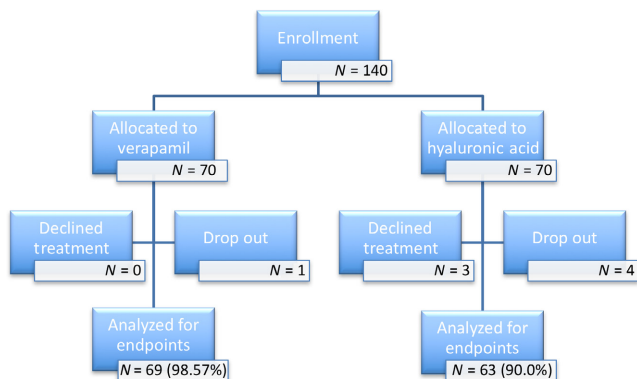 Enrollment
N = 140
Allocated to
verapamil
N = 70
Allocated to
hyaluronic acid
N = 70
Declined
treatment
N = 0
Drop out
N = 1
Declined
treatment
N = 3
Drop out
N = 4
Analyzed for
endpoints
N = 69 (98.57%)
Analyzed for
endpoints
N = 63 (90.0%)